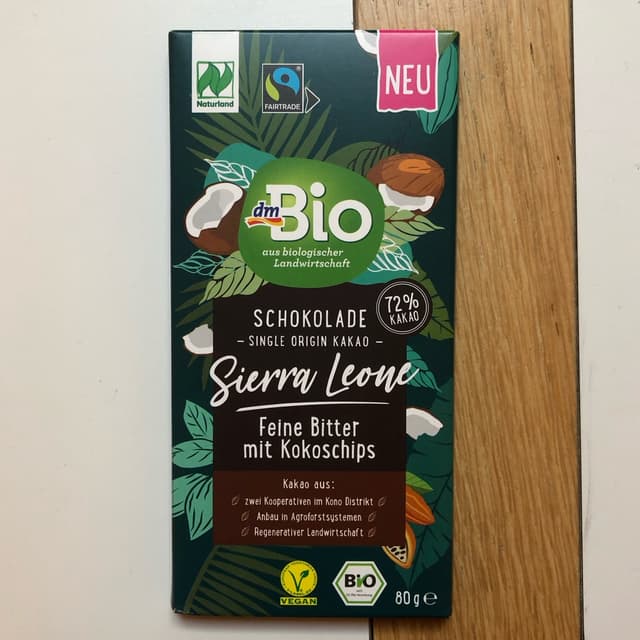 Naturland
FAIRTRADE
NEU
dm
Bio
aus biologischer
Landwirtschaft
72%
KAKAO
SCHOKOLADE
– SINGLE ORIGIN KAKAO –
Sierra Leone
Feine Bitter
mit Kokoschips
Kakao aus:
zwei Kooperativen im Kono Distrikt
Anbau in Agroforstsystemen
Regenerativer Landwirtschaft
VEGAN
BiO
80 g e